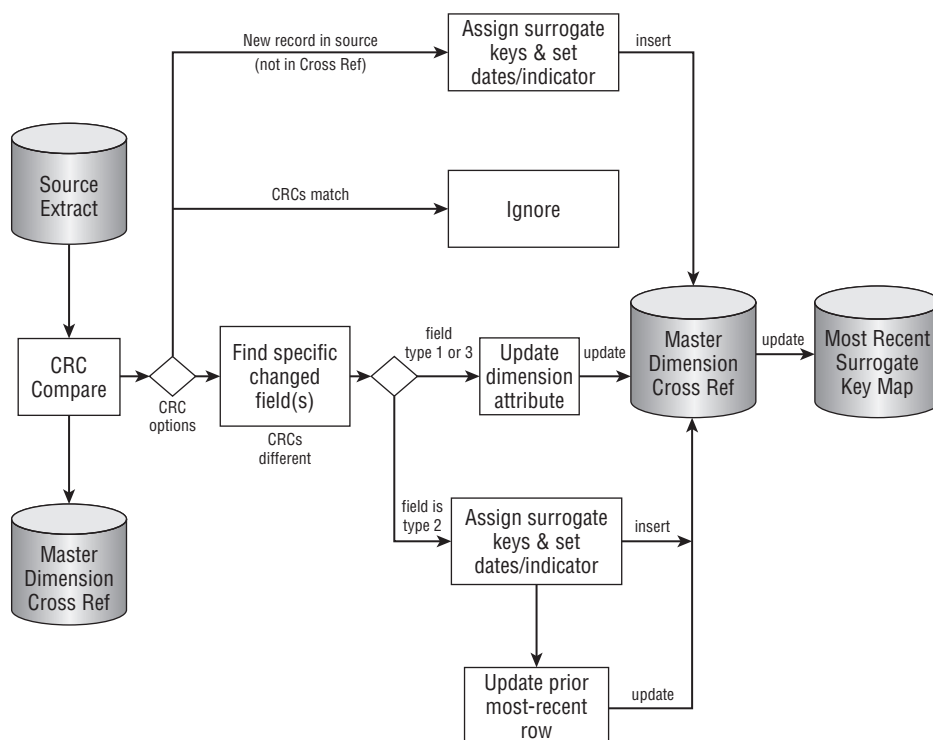 New record in source
(not in Cross Ref)
Assign surrogate
keys & set
dates/indicator
insert
Source
Extract
CRCs match
Ignore
CRC
Compare
CRC
options
Find specific
changed
field(s)
CRCs
different
field
type 1 or 3
Update
dimension
attribute
update
Master
Dimension
Cross Ref
update
Most Recent
Surrogate
Key Map
Master
Dimension
Cross Ref
field is
type 2
Assign surrogate
keys & set
dates/indicator
insert
Update prior
most-recent
row
update